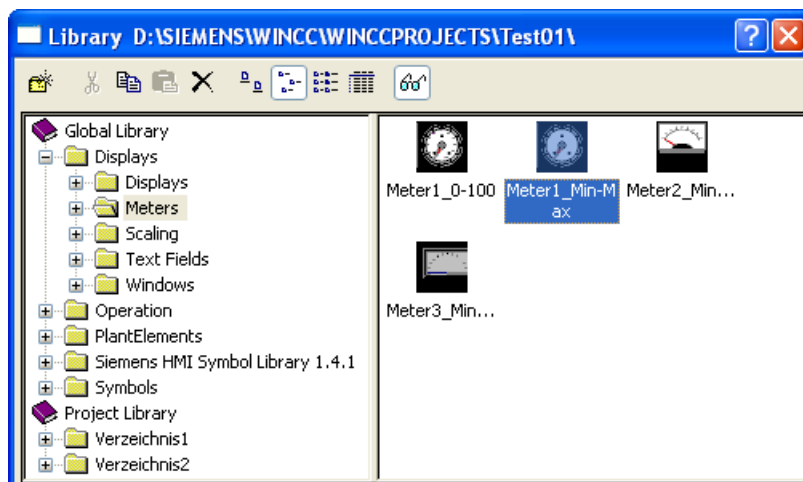 Library D:\SIEMENS\WINCC\WINCCPROJECTS\Test01\
Global Library
Displays
Displays
Meters
Scaling
Text Fields
Windows
Operation
PlantElements
Siemens HMI Symbol Library 1.4.1
Symbols
Project Library
Verzeichnis1
Verzeichnis2
Meter1_0-100
Meter1_Min-M
ax
Meter2_Min...
Meter3_Min...